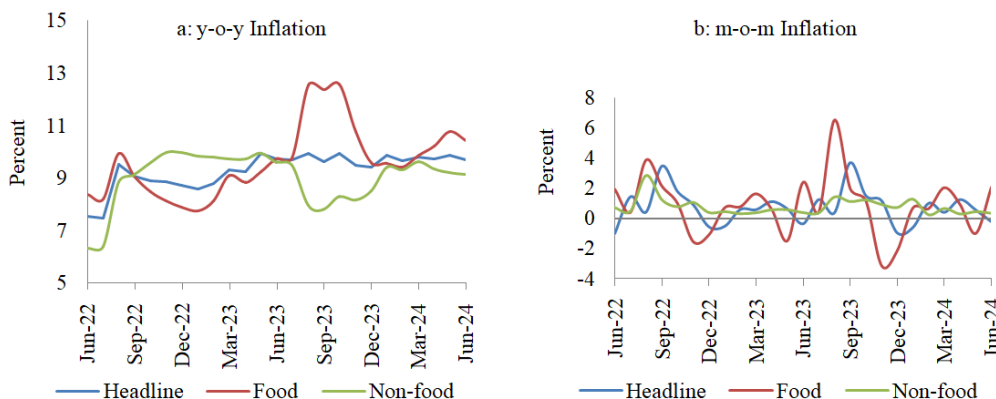 a: y-o-y Inflation
Percent
15
13
11
9
7
5
Jun-22
Sep-22
Dec-22
Mar-23
Jun-23
Sep-23
Dec-23
Mar-24
Jun-24
Headline Food Non-food
b: m-o-m Inflation
Percent
8
6
4
2
0
-2
-4
Jun-22
Sep-22
Dec-22
Mar-23
Jun-23
Sep-23
Dec-23
Mar-24
Jun-24
Headline Food Non-food